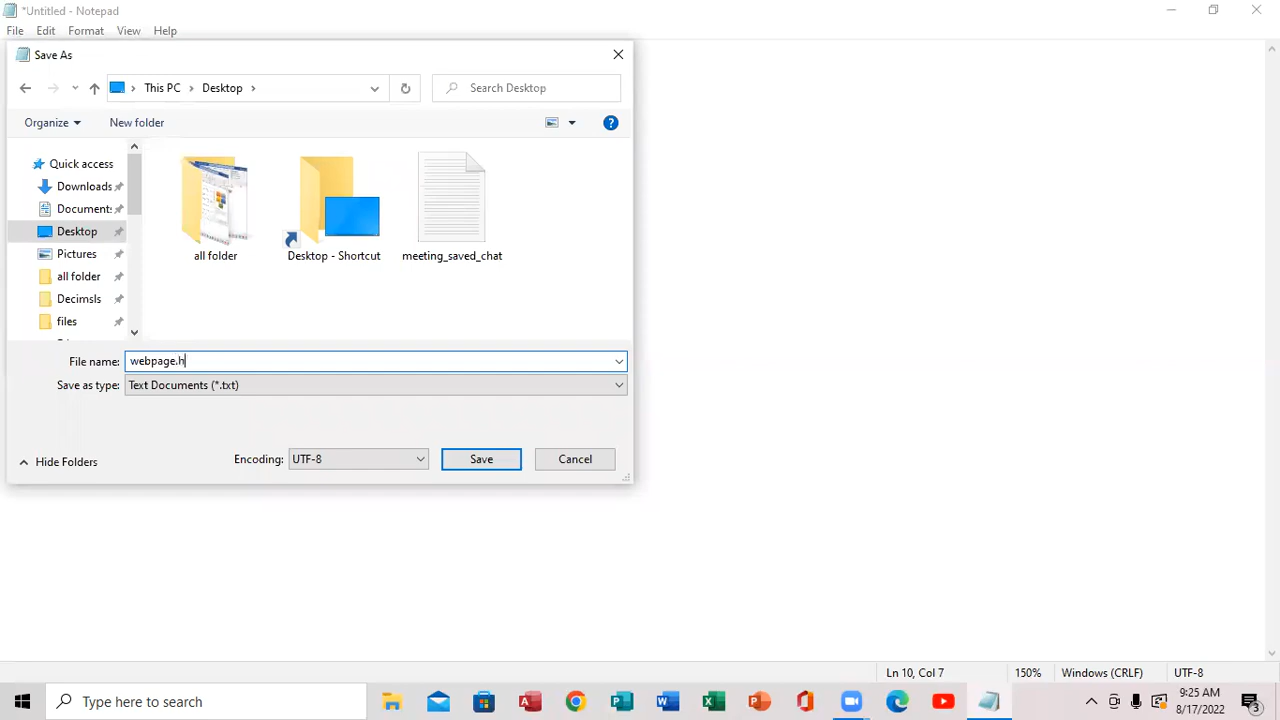 *Untitled - Notepad
File Edit Format View Help
Save As
This PC Desktop
Search Desktop
Organize New folder
Quick access
Downloads
Document
Desktop
Pictures
all folder
Decimsls
files
all folder
Desktop - Shortcut
meeting_saved_chat
File name: webpage.h
Save as type: Text Documents (*.txt)
Hide Folders
Encoding: UTF-8 Save Cancel
Ln 10, Col 7 150% Windows (CRLF) UTF-8
Type here to search
9:25 AM
8/17/2022
3